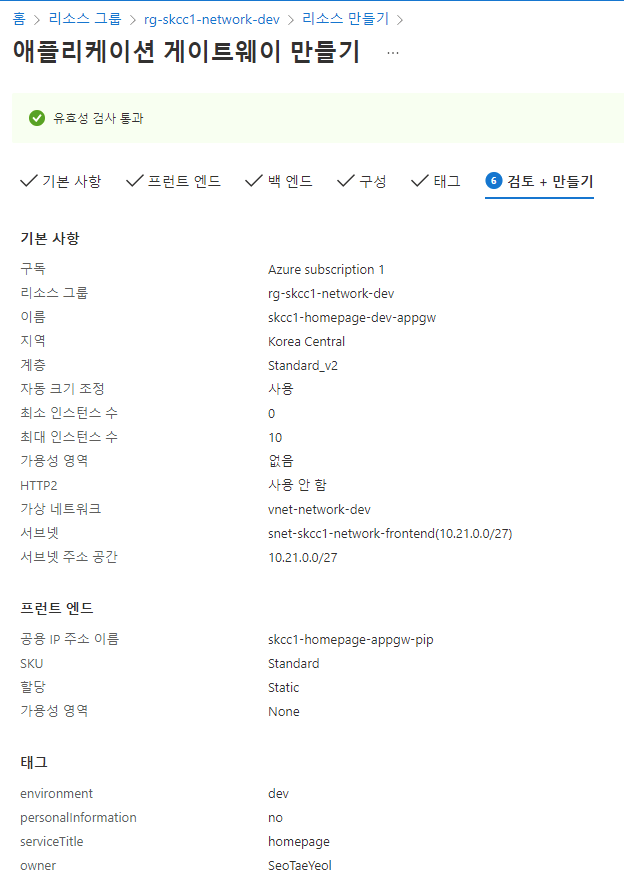 홈 > 리소스 그룹 > rg-skcc1-network-dev > 리소스 만들기 >
애플리케이션 게이트웨이 만들기 ...
유효성 검사 통과
기본 사항 프런트 엔드 백 엔드 구성 태그 6 검토 + 만들기
기본 사항
구독 Azure subscription 1
리소스 그룹 rg-skcc1-network-dev
이름 skcc1-homepage-dev-appgw
지역 Korea Central
계층 Standard_v2
자동 크기 조정 사용
최소 인스턴스 수 0
최대 인스턴스 수 10
가용성 영역 없음
HTTP2 사용 안 함
가상 네트워크 vnet-network-dev
서브넷 snet-skcc1-network-frontend(10.21.0.0/27)
서브넷 주소 공간 10.21.0.0/27
프런트 엔드
공용 IP 주소 이름 skcc1-homepage-appgw-pip
SKU Standard
할당 Static
가용성 영역 None
태그
environment dev
personalInformation no
serviceTitle homepage
owner SeoTaeYeol